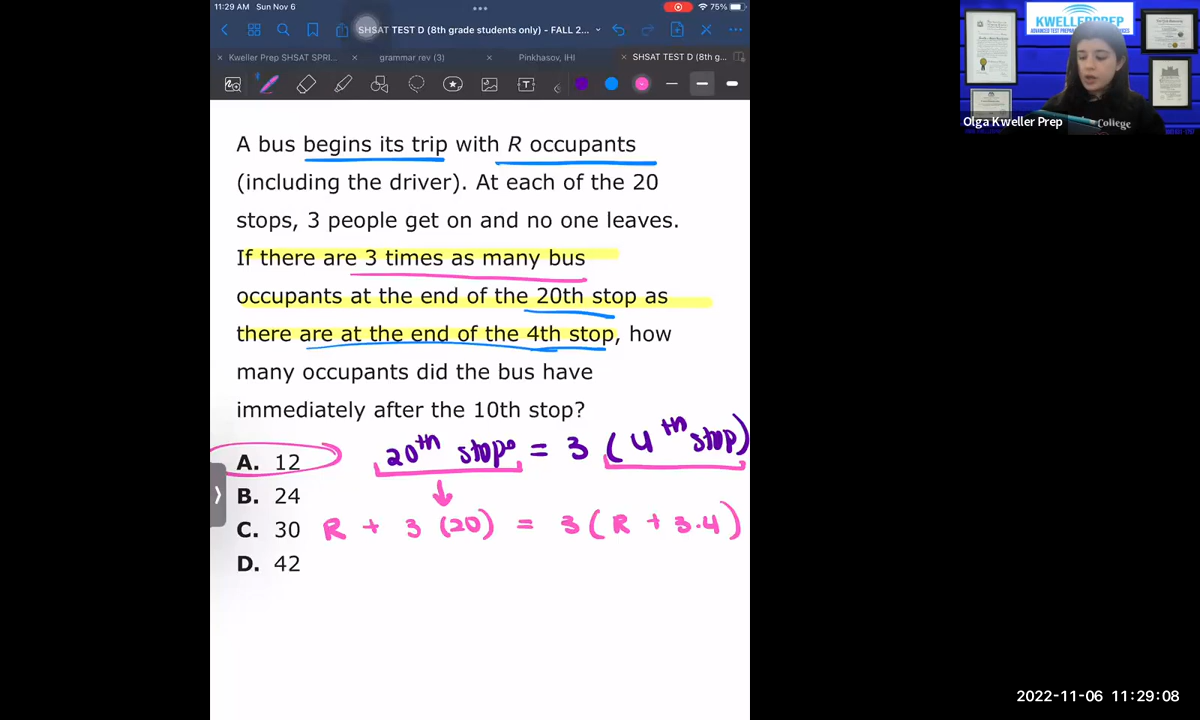 11:29 AM Sun Nov 6
75%
SHSAT TEST D (8th grade students only) - FALL 2...
Kweller Prep SHSAT SPRI...
grammar rev (3)
Pinkhasov, IHI
SHSAT TEST D (8th g...
A bus begins its trip with R occupants
(including the driver). At each of the 20
stops, 3 people get on and no one leaves.
If there are 3 times as many bus
occupants at the end of the 20th stop as
there are at the end of the 4th stop, how
many occupants did the bus have
immediately after the 10th stop?
20th stop = 3 (4th stop)
A. 12
B. 24
C. 30
D. 42
R + 3 (20) = 3 (R + 3·4)
KWELLERPREP
College
Olga Kweller Prep
2022-11-06 11:29:08